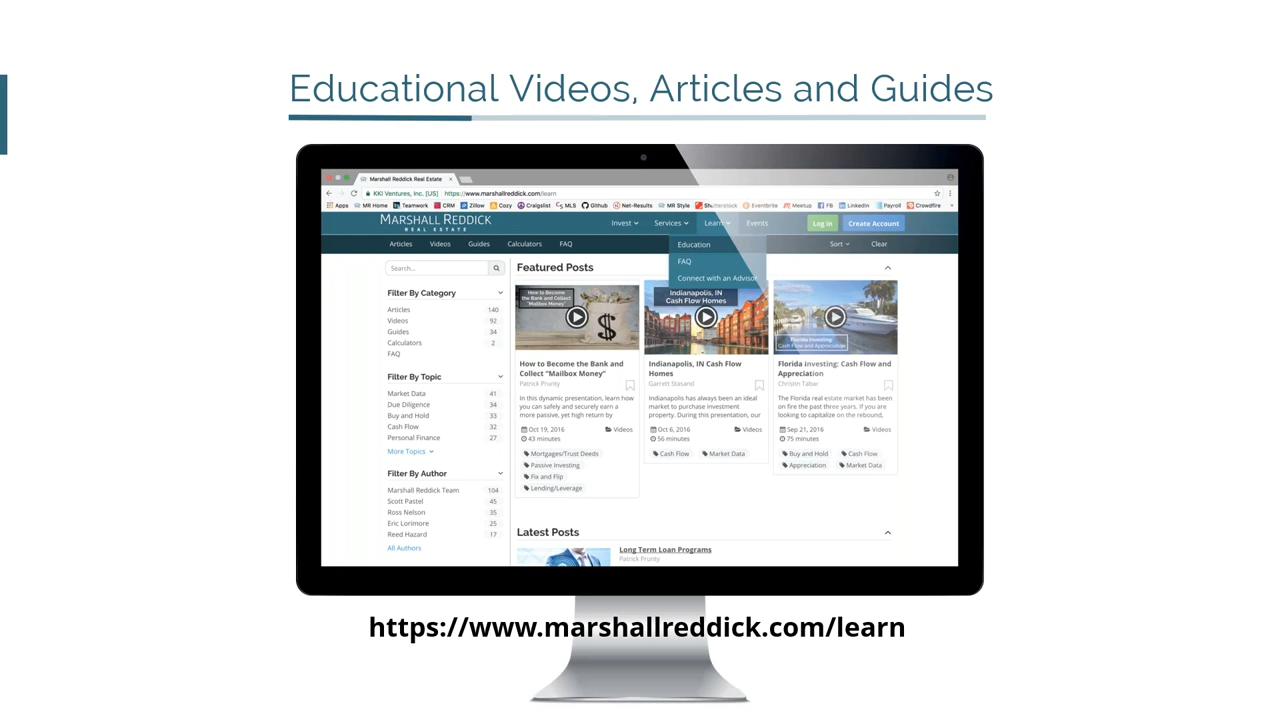 Educational Videos, Articles and Guides
Marshall Reddick Real Estate
KKI Ventures, Inc. [US] https://www.marshallreddick.com/learn
Apps MR Home Teamwork CRM Zillow Cozy Craigslist MLS Github Net-Results MR Style Shutterstock Eventbrite Meetup FB LinkedIn Payroll Crowdfire
MARSHALL REDDICK
REAL ESTATE
Invest Services Learn Events Log in Create Account
Articles Videos Guides Calculators FAQ Sort Clear
Education
FAQ
Connect with an Advisor
Search...
Filter By Category
Articles 140
Videos 92
Guides 34
Calculators 2
FAQ
Filter By Topic
Market Data 41
Due Diligence 34
Buy and Hold 33
Cash Flow 32
Personal Finance 27
More Topics
Filter By Author
Marshall Reddick Team 104
Scott Pastel 45
Ross Nelson 35
Eric Lorimore 25
Reed Hazard 17
All Authors
Featured Posts
How to Become
the Bank and Collect
"Mailbox Money"
$
How to Become the Bank and
Collect "Mailbox Money"
Patrick Prunty
In this dynamic presentation, learn how
you can safely and securely earn a
more passive, yet high return by
Oct 19, 2016 Videos
43 minutes
Mortgages/Trust Deeds
Passive Investing
Fix and Flip
Lending/Leverage
Indianapolis, IN
Cash Flow Homes
Indianapolis, IN Cash Flow
Homes
Garrett Stasand
Indianapolis has always been an ideal
market to purchase investment
property. During this presentation, our
Oct 6, 2016 Videos
56 minutes
Cash Flow Market Data
Florida Investing:
Cash Flow and Appreciation
Florida Investing: Cash Flow and
Appreciation
Christin Tabar
The Florida real estate market has been
on fire the past three years. If you are
looking to capitalize on the rebound,
Sep 21, 2016 Videos
75 minutes
Buy and Hold Cash Flow
Appreciation Market Data
Latest Posts
Long Term Loan Programs
Patrick Prunty
https://www.marshallreddick.com/learn